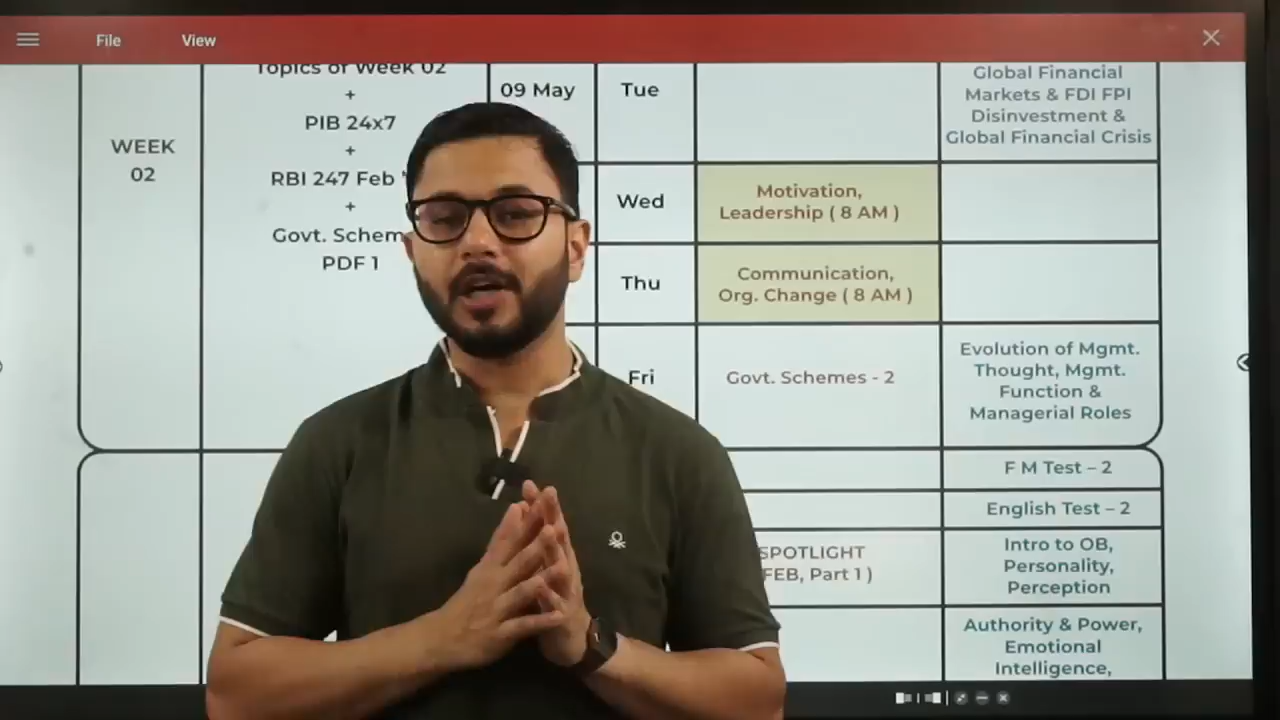 File
View
Topics of Week 02
+
PIB 24x7
+
RBI 247 Feb
+
Govt. Schem
PDF 1
WEEK
02
09 May
Tue
Global Financial
Markets & FDI FPI
Disinvestment &
Global Financial Crisis
Wed
Motivation,
Leadership ( 8 AM )
Thu
Communication,
Org. Change ( 8 AM )
Fri
Govt. Schemes - 2
Evolution of Mgmt.
Thought, Mgmt.
Function &
Managerial Roles
F M Test – 2
English Test – 2
SPOTLIGHT
FEB, Part 1 )
Intro to OB,
Personality,
Perception
Authority & Power,
Emotional
Intelligence,